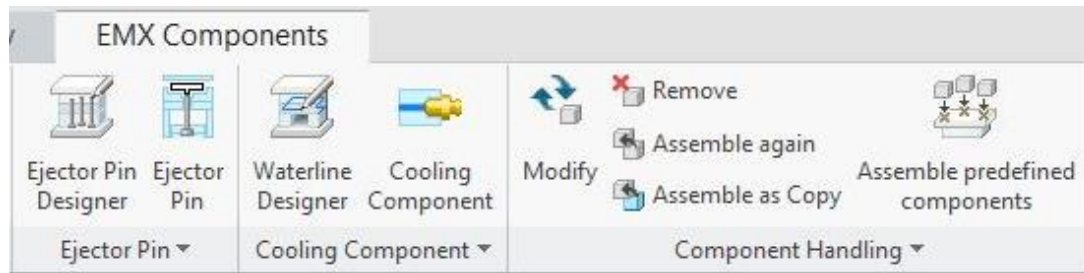 EMX Components
Ejector Pin
Designer
Ejector
Pin
Waterline
Designer
Cooling
Component
Modify
Remove
Assemble again
Assemble as Copy
Assemble predefined
components
Ejector Pin
Cooling Component
Component Handling